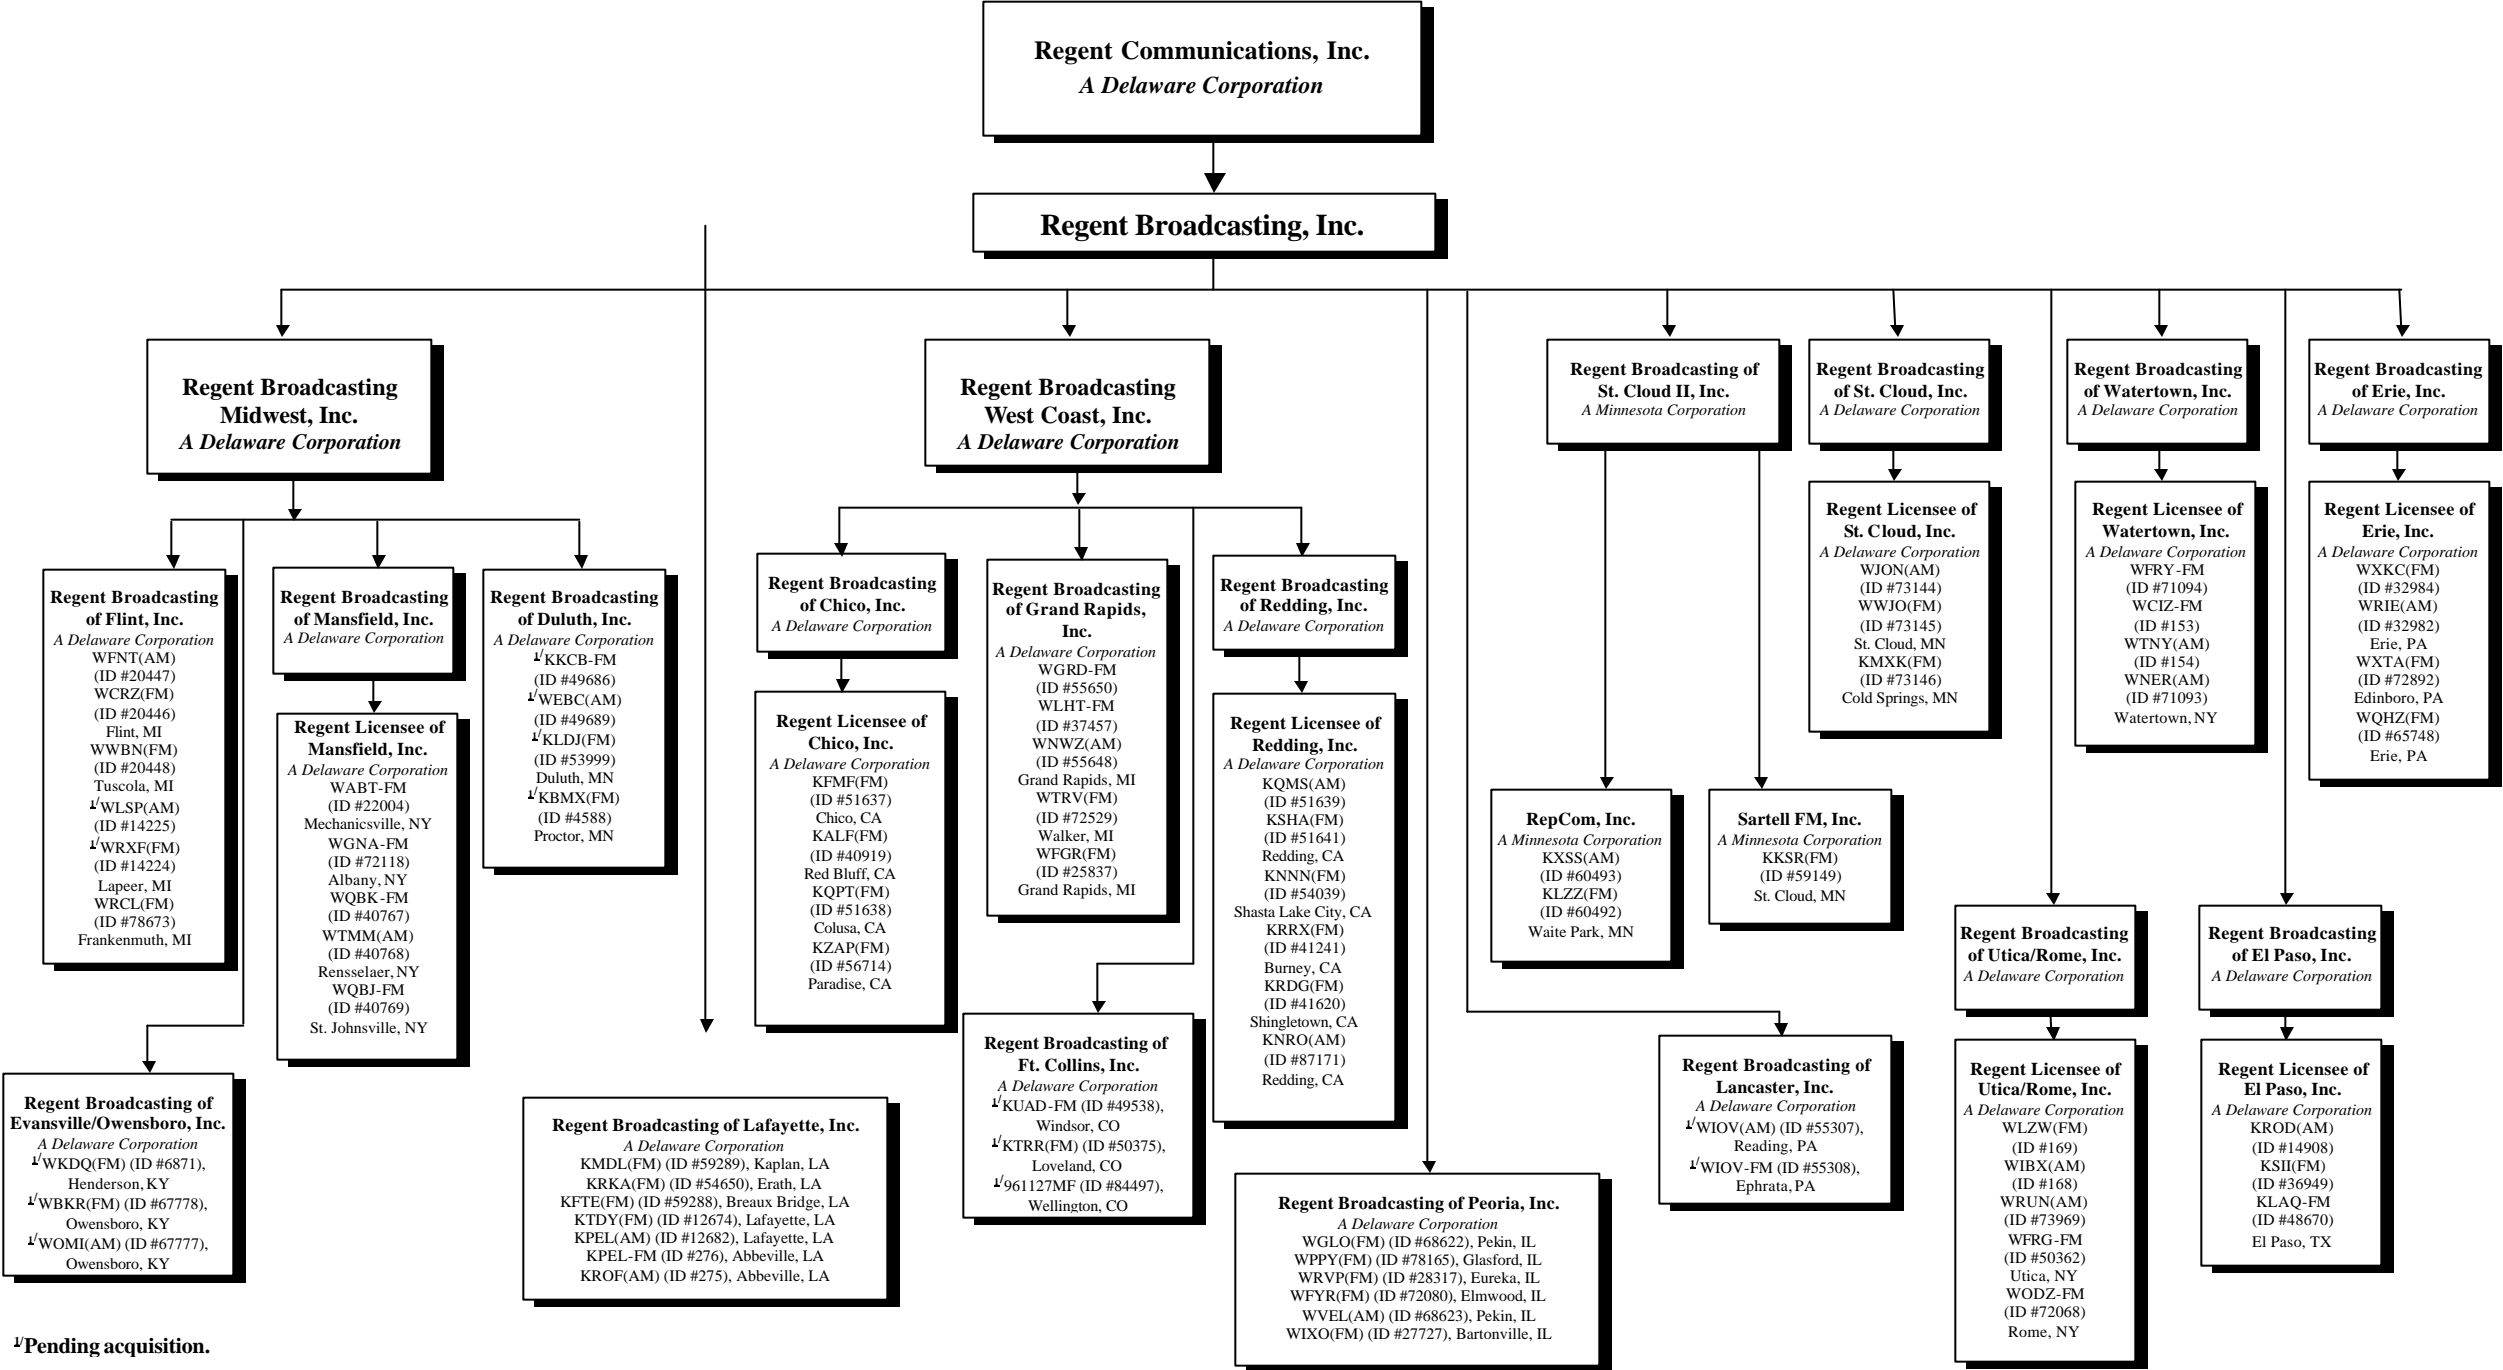 Regent Communications, Inc.
A Delaware Corporation
Regent Broadcasting, Inc.
Regent Broadcasting
Midwest, Inc.
A Delaware Corporation
Regent Broadcasting
West Coast, Inc.
A Delaware Corporation
Regent Broadcasting of
St. Cloud II, Inc.
A Minnesota Corporation
Regent Broadcasting
of St. Cloud, Inc.
A Delaware Corporation
Regent Broadcasting
of Watertown, Inc.
A Delaware Corporation
Regent Broadcasting
of Erie, Inc.
A Delaware Corporation
Regent Broadcasting
of Flint, Inc.
A Delaware Corporation
WFNT(AM)
(ID #20447)
WCRZ(FM)
(ID #20446)
Flint, MI
WWBN(FM)
(ID #20448)
Tuscola, MI
1/WLSP(AM)
(ID #14225)
1/WRXF(FM)
(ID #14224)
Lapeer, MI
WRCL(FM)
(ID #78673)
Frankenmuth, MI
Regent Broadcasting
of Mansfield, Inc.
A Delaware Corporation
Regent Licensee of
Mansfield, Inc.
A Delaware Corporation
WABT-FM
(ID #22004)
Mechanicsville, NY
WGNA-FM
(ID #72118)
Albany, NY
WQBK-FM
(ID #40767)
WTMM(AM)
(ID #40768)
Rensselaer, NY
WQBJ-FM
(ID #40769)
St. Johnsville, NY
Regent Broadcasting
of Duluth, Inc.
A Delaware Corporation
1/KKCB-FM
(ID #49686)
1/WEBC(AM)
(ID #49689)
1/KLDJ(FM)
(ID #53999)
Duluth, MN
1/KBMX(FM)
(ID #4588)
Proctor, MN
Regent Broadcasting
of Chico, Inc.
A Delaware Corporation
Regent Licensee of
Chico, Inc.
A Delaware Corporation
KFMF(FM)
(ID #51637)
Chico, CA
KALF(FM)
(ID #40919)
Red Bluff, CA
KQPT(FM)
(ID #51638)
Colusa, CA
KZAP(FM)
(ID #56714)
Paradise, CA
Regent Broadcasting
of Grand Rapids,
Inc.
A Delaware Corporation
WGRD-FM
(ID #55650)
WLHT-FM
(ID #37457)
WNWZ(AM)
(ID #55648)
Grand Rapids, MI
WTRV(FM)
(ID #72529)
Walker, MI
WFGR(FM)
(ID #25837)
Grand Rapids, MI
Regent Broadcasting
of Redding, Inc.
A Delaware Corporation
Regent Licensee of
Redding, Inc.
A Delaware Corporation
KQMS(AM)
(ID #51639)
KSHA(FM)
(ID #51641)
Redding, CA
KNNN(FM)
(ID #54039)
Shasta Lake City, CA
KRRX(FM)
(ID #41241)
Burney, CA
KRDG(FM)
(ID #41620)
Shingletown, CA
KNRO(AM)
(ID #87171)
Redding, CA
Regent Licensee of
St. Cloud, Inc.
A Delaware Corporation
WJON(AM)
(ID #73144)
WWJO(FM)
(ID #73145)
St. Cloud, MN
KMXK(FM)
(ID #73146)
Cold Springs, MN
Regent Licensee of
Watertown, Inc.
A Delaware Corporation
WFRY-FM
(ID #71094)
WCIZ-FM
(ID #153)
WTNY(AM)
(ID #154)
WNER(AM)
(ID #71093)
Watertown, NY
Regent Licensee of
Erie, Inc.
A Delaware Corporation
WXKC(FM)
(ID #32984)
WRIE(AM)
(ID #32982)
Erie, PA
WXTA(FM)
(ID #72892)
Edinboro, PA
WQHZ(FM)
(ID #65748)
Erie, PA
RepCom, Inc.
A Minnesota Corporation
KXSS(AM)
(ID #60493)
KLZZ(FM)
(ID #60492)
Waite Park, MN
Sartell FM, Inc.
A Minnesota Corporation
KKSR(FM)
(ID #59149)
St. Cloud, MN
Regent Broadcasting
of Utica/Rome, Inc.
A Delaware Corporation
Regent Broadcasting
of El Paso, Inc.
A Delaware Corporation
Regent Broadcasting of
Evansville/Owensboro, Inc.
A Delaware Corporation
1/WKDQ(FM) (ID #6871),
Henderson, KY
1/WBKR(FM) (ID #67778),
Owensboro, KY
1/WOMI(AM) (ID #67777),
Owensboro, KY
Regent Broadcasting of Lafayette, Inc.
A Delaware Corporation
KMDL(FM) (ID #59289), Kaplan, LA
KRKA(FM) (ID #54650), Erath, LA
KFTE(FM) (ID #59288), Breaux Bridge, LA
KTDY(FM) (ID #12674), Lafayette, LA
KPEL(AM) (ID #12682), Lafayette, LA
KPEL-FM (ID #276), Abbeville, LA
KROF(AM) (ID #275), Abbeville, LA
Regent Broadcasting of
Ft. Collins, Inc.
A Delaware Corporation
1/KUAD-FM (ID #49538),
Windsor, CO
1/KTRR(FM) (ID #50375),
Loveland, CO
1/961127MF (ID #84497),
Wellington, CO
Regent Broadcasting of Peoria, Inc.
A Delaware Corporation
WGLO(FM) (ID #68622), Pekin, IL
WPPY(FM) (ID #78165), Glasford, IL
WRVP(FM) (ID #28317), Eureka, IL
WFYR(FM) (ID #72080), Elmwood, IL
WVEL(AM) (ID #68623), Pekin, IL
WIXO(FM) (ID #27727), Bartonville, IL
Regent Broadcasting of
Lancaster, Inc.
A Delaware Corporation
1/WIOV(AM) (ID #55307),
Reading, PA
1/WIOV-FM (ID #55308),
Ephrata, PA
Regent Licensee of
Utica/Rome, Inc.
A Delaware Corporation
WLZW(FM)
(ID #169)
WIBX(AM)
(ID #168)
WRUN(AM)
(ID #73969)
WFRG-FM
(ID #50362)
Utica, NY
WODZ-FM
(ID #72068)
Rome, NY
Regent Licensee of
El Paso, Inc.
A Delaware Corporation
KROD(AM)
(ID #14908)
KSII(FM)
(ID #36949)
KLAQ-FM
(ID #48670)
El Paso, TX
1/Pending acquisition.